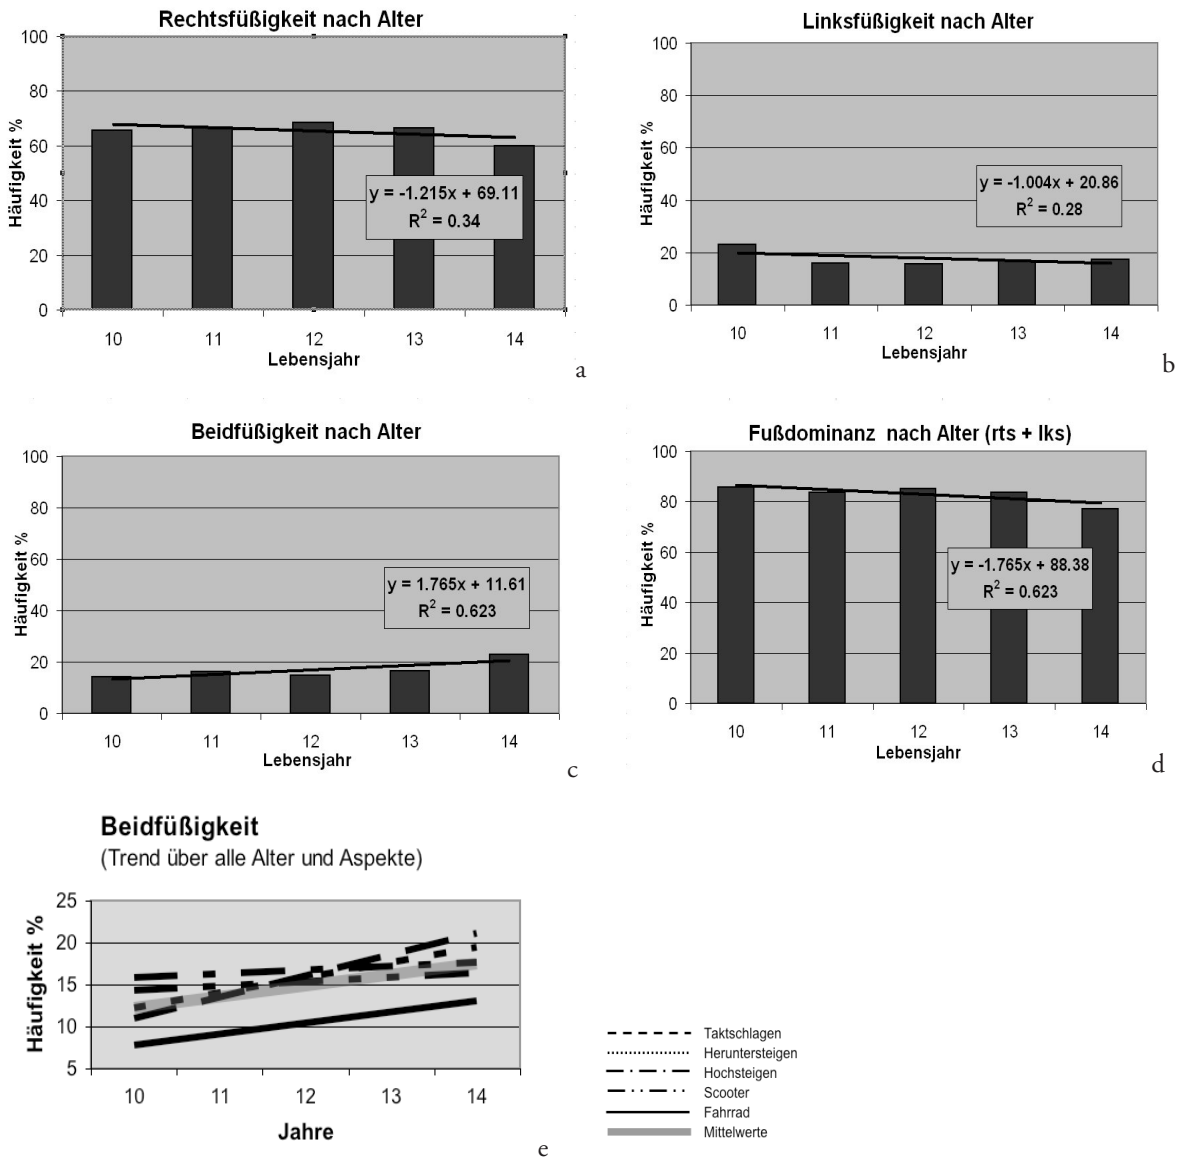 Rechtsfüßigkeit nach Alter
100
80
60
40
20
0
Häufigkeit %
y = -1.215x + 69.11
R² = 0.34
10 11 12 13 14
Lebensjahr
a
Linksfüßigkeit nach Alter
100
80
60
40
20
0
Häufigkeit %
y = -1.004x + 20.86
R² = 0.28
10 11 12 13 14
Lebensjahr
b
Beidfüßigkeit nach Alter
100
80
60
40
20
0
Häufigkeit %
y = 1.765x + 11.61
R² = 0.623
10 11 12 13 14
Lebensjahr
c
Fußdominanz nach Alter (rts + lks)
100
80
60
40
20
0
Häufigkeit %
y = -1.765x + 88.38
R² = 0.623
10 11 12 13 14
Lebensjahr
d
Beidfüßigkeit
(Trend über alle Alter und Aspekte)
25
20
15
10
5
Häufigkeit %
10 11 12 13 14
Jahre
e
Taktschlagen
Heruntersteigen
Hochsteigen
Scooter
Fahrrad
Mittelwerte